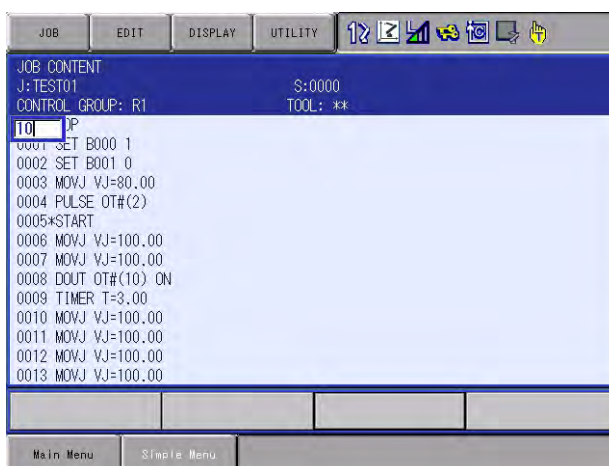 JOB EDIT DISPLAY UTILITY
JOB CONTENT
J:TEST01 S:0000
CONTROL GROUP: R1 TOOL: **
10 OP
0001 SET B000 1
0002 SET B001 0
0003 MOVJ VJ=80.00
0004 PULSE OT#(2)
0005*START
0006 MOVJ VJ=100.00
0007 MOVJ VJ=100.00
0008 DOUT OT#(10) ON
0009 TIMER T=3.00
0010 MOVJ VJ=100.00
0011 MOVJ VJ=100.00
0012 MOVJ VJ=100.00
0013 MOVJ VJ=100.00
Main Menu Simple Menu